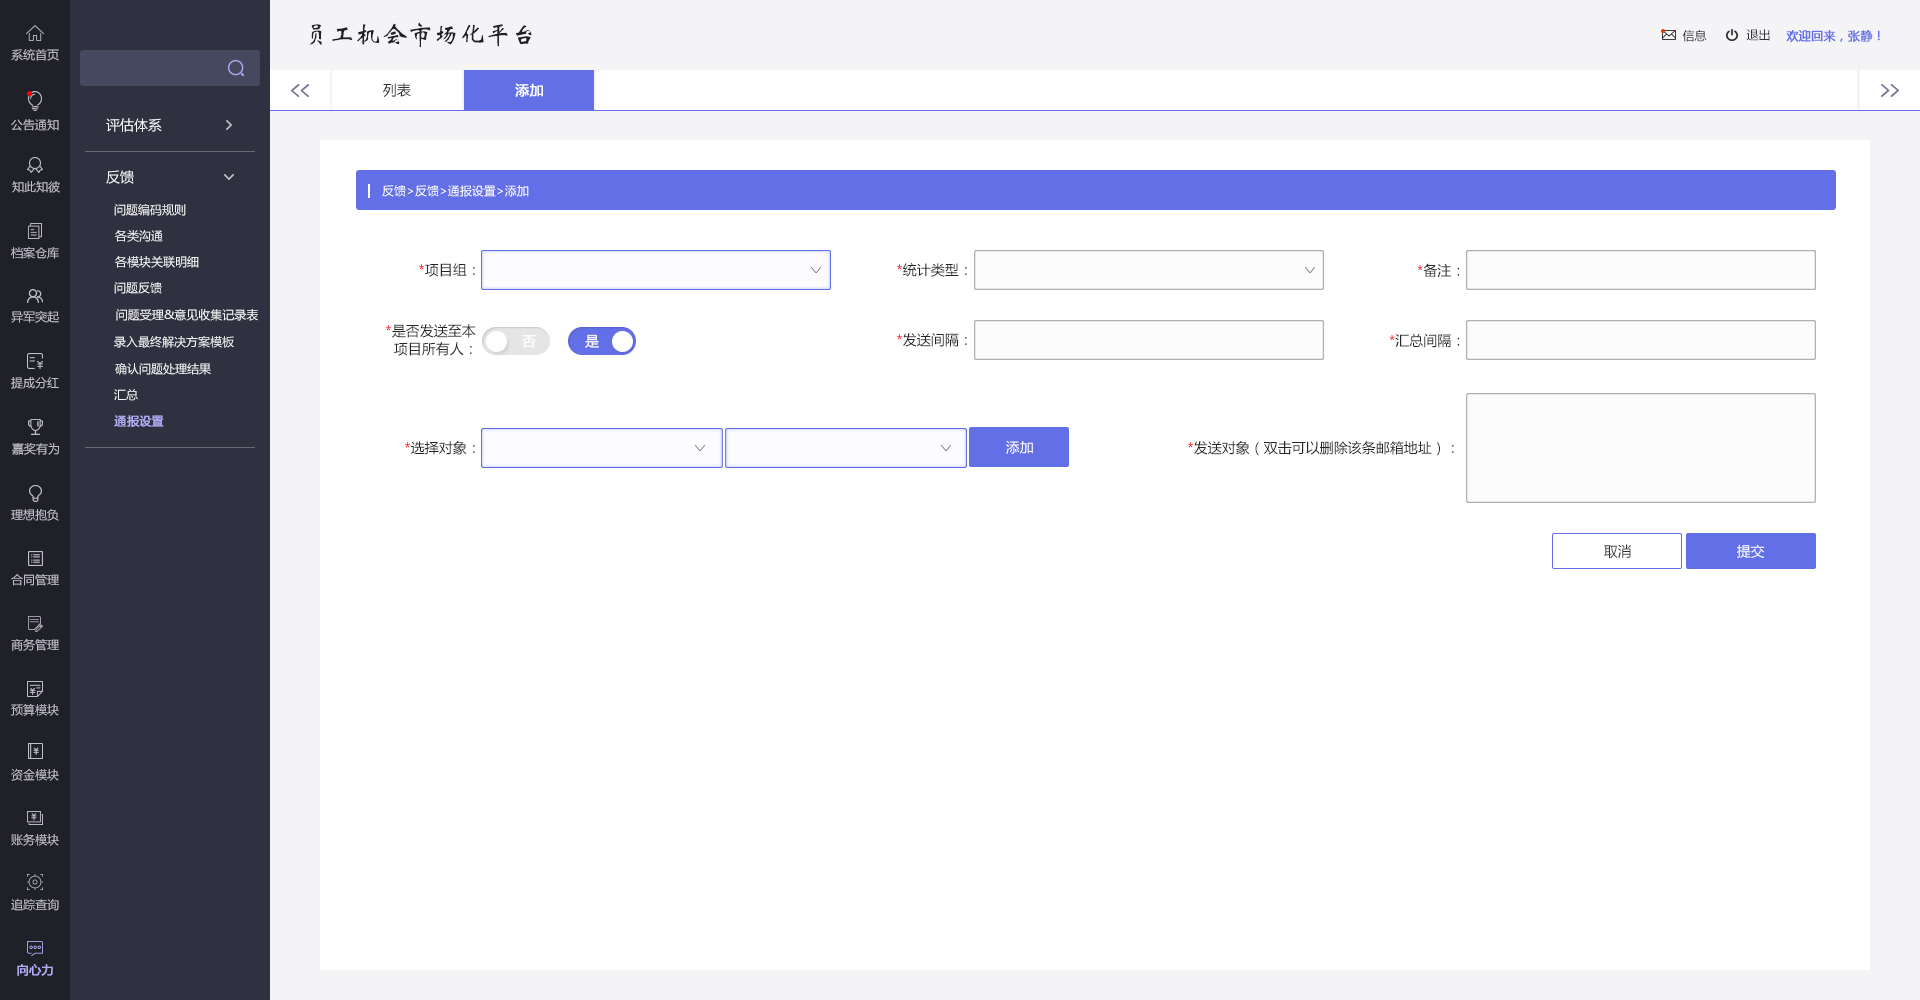 员工机会市场化平台
信息
退出
欢迎回来，张静！
列表
添加
系统首页
公告通知
知此知彼
档案仓库
异军突起
提成分红
嘉奖有为
理想抱负
合同管理
商务管理
预算模块
资金模块
账务模块
追踪查询
向心力
评估体系
反馈
问题编码规则
各类沟通
各模块关联明细
问题反馈
问题受理&意见收集记录表
录入最终解决方案模板
确认问题处理结果
汇总
通报设置
反馈>反馈>通报设置>添加
*项目组：
*统计类型：
*备注：
*是否发送至本
项目所有人：
否
是
*发送间隔：
*汇总间隔：
*选择对象：
添加
*发送对象（双击可以删除该条邮箱地址）：
取消
提交